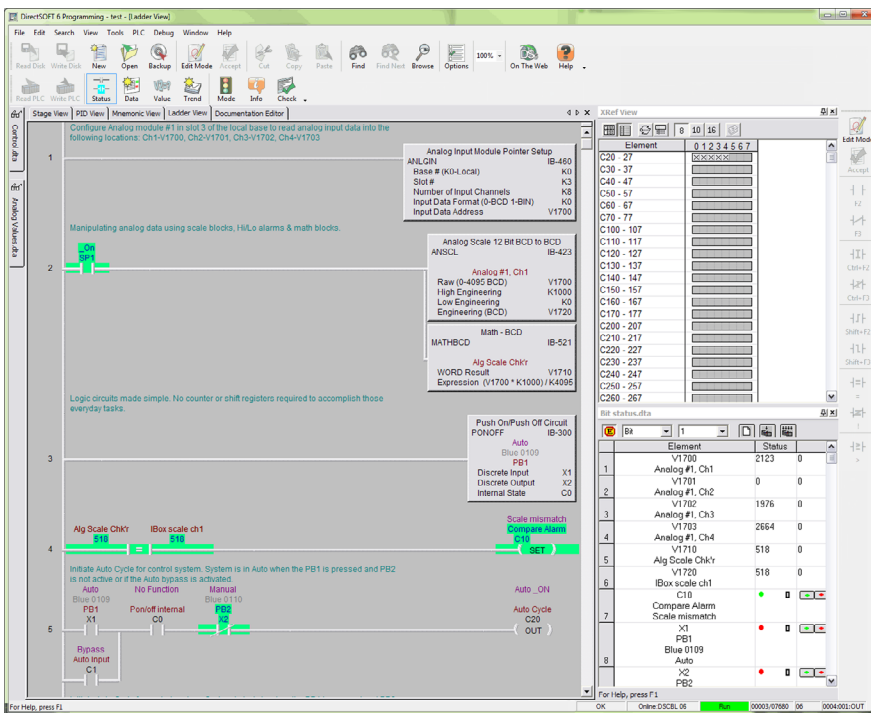 DirectSOFT 6 Programming - test - [Ladder View]
File Edit Search View Tools PLC Debug Window Help
Read Disk Write Disk New Open Backup Edit Mode Accept Cut Copy Paste Find Find Next Browse Options 100% On The Web Help
Read PLC Write PLC Status Data Value Trend Mode Info Check
Stage View PID View Mnemonic View Ladder View Documentation Editor
Control.dta
Analog Values.dta
Configure Analog module #1 in slot 3 of the local base to read analog input data into the
following locations: Ch1-V1700, Ch2-V1701, Ch3-V1702, Ch4-V1703
1
Analog Input Module Pointer Setup
ANLGIN IB-460
Base # (K0-Local) K0
Slot # K3
Number of Input Channels K8
Input Data Format (0-BCD 1-BIN) K0
Input Data Address V1700
Manipulating analog data using scale blocks, Hi/Lo alarms & math blocks.
_On
SP1
2
Analog Scale 12 Bit BCD to BCD
ANSCL IB-423
Analog #1, Ch1
Raw (0-4095 BCD) V1700
High Engineering K1000
Low Engineering K0
Engineering (BCD) V1720
Math - BCD
MATHBCD IB-521
Alg Scale Chk'r
WORD Result V1710
Expression (V1700 * K1000) / K4095
Logic circuits made simple. No counter or shift registers required to accomplish those
everyday tasks.
3
Push On/Push Off Circuit
PONOFF IB-300
Auto
Blue 0109
PB1
Discrete Input X1
Discrete Output X2
Internal State C0
Alg Scale Chk'r IBox scale ch1
518 518
4 =
Scale mismatch
Compare Alarm
C10
SET
Initiate Auto Cycle for control system. System is in Auto when the PB1 is pressed and PB2
is not active or if the Auto bypass is activated.
Auto No Function Manual Auto _ON
Blue 0109 Blue 0110
PB1 Pon/off internal PB2 Auto Cycle
X1 C0 X2 C20
5 OUT
Bypass
Auto Input
C1
XRef View
8 10 16
Element 0 1 2 3 4 5 6 7
C20 - 27 XXXXX
C30 - 37
C40 - 47
C50 - 57
C60 - 67
C70 - 77
C100 - 107
C110 - 117
C120 - 127
C130 - 137
C140 - 147
C150 - 157
C160 - 167
C170 - 177
C200 - 207
C210 - 217
C220 - 227
C230 - 237
C240 - 247
C250 - 257
C260 - 267
Bit status.dta
Bit 1
Element Status
V1700 2123 0
1 Analog #1, Ch1
V1701 0 0
2 Analog #1, Ch2
V1702 1976 0
3 Analog #1, Ch3
V1703 2664 0
4 Analog #1, Ch4
V1710 518 0
5 Alg Scale Chk'r
V1720 518 0
6 IBox scale ch1
C10 0
Compare Alarm
7 Scale mismatch
X1 0
PB1
Blue 0109
8 Auto
X2 0
PB2
For Help, press F1
Edit Mode
Accept
F2
F3
Ctrl+F2
Ctrl+F3
Shift+F2
Shift+F3
=
!
>
For Help, press F1 OK Online:DSCBL 06 Run 00003/07680 06 0004:001:OUT